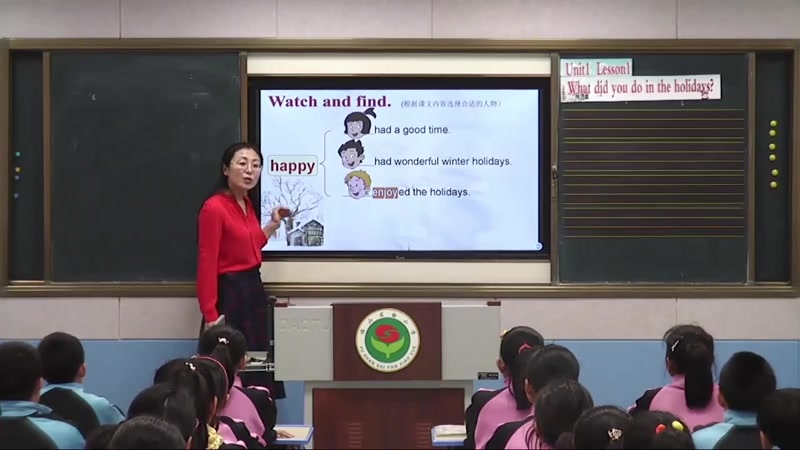 Unit1 Lesson1
What did you do in the holidays?
Watch and find. (根据课文内容选择合适的人物)
had a good time.
happy
had wonderful winter holidays.
enjoyed the holidays.